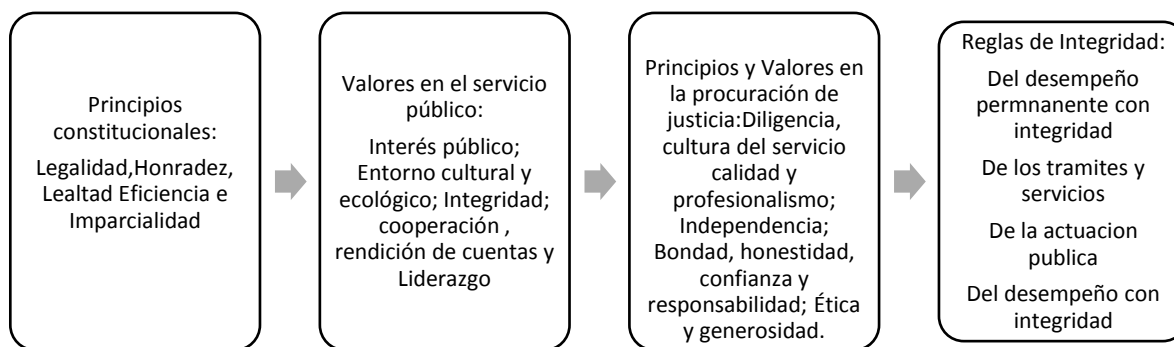 Principios
constitucionales:
Legalidad,Honradez,
Lealtad Eficiencia e
Imparcialidad
Valores en el servicio
público:
Interés público;
Entorno cultural y
ecológico; Integridad;
cooperación ,
rendición de cuentas y
Liderazgo
Principios y Valores en
la procuración de
justicia:Diligencia,
cultura del servicio
calidad y
profesionalismo;
Independencia;
Bondad, honestidad,
confianza y
responsabilidad; Ética
y generosidad.
Reglas de Integridad:
Del desempeño
permnanente con
integridad
De los tramites y
servicios
De la actuacion
publica
Del desempeño con
integridad